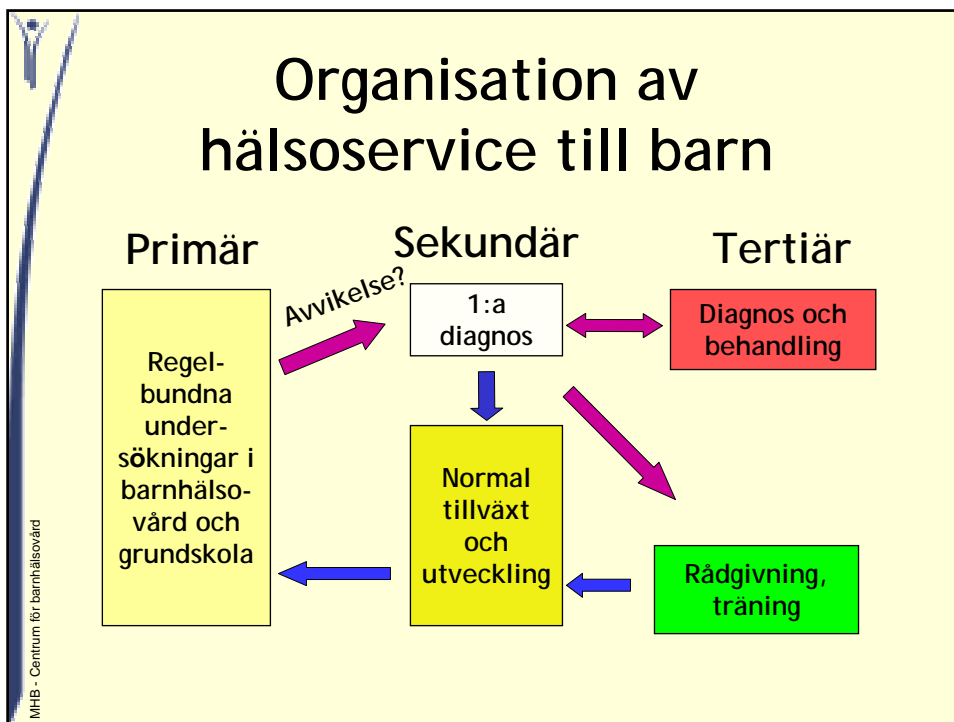 Organisation av
hälsoservice till barn
Primär
Sekundär
Tertiär
Avvikelse?
Regel-
bundna
under-
sökningar i
barnhälso-
vård och
grundskola
1:a
diagnos
Diagnos och
behandling
Normal
tillväxt
och
utveckling
Rådgivning,
träning
MHB - Centrum för barnhälsovård